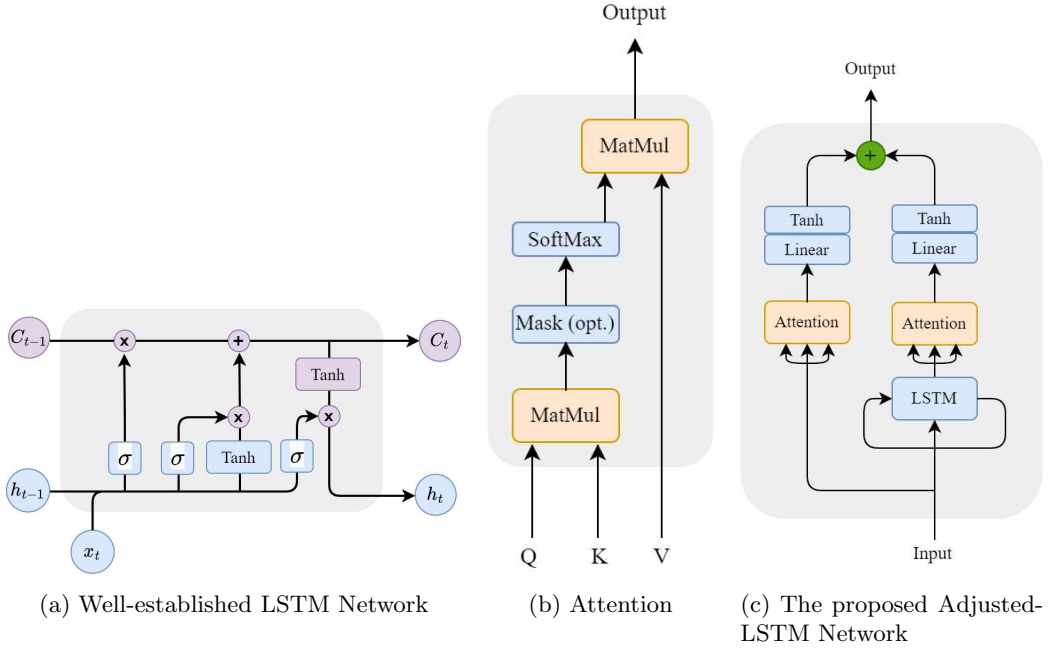 C_{t-1}
x
+
C_t
Tanh
x
x
σ
σ
Tanh
σ
h_{t-1}
h_t
x_t
(a) Well-established LSTM Network
Output
MatMul
SoftMax
Mask (opt.)
MatMul
Q K V
(b) Attention
Output
+
Tanh
Linear
Tanh
Linear
Attention
Attention
LSTM
Input
(c) The proposed Adjusted-
LSTM Network